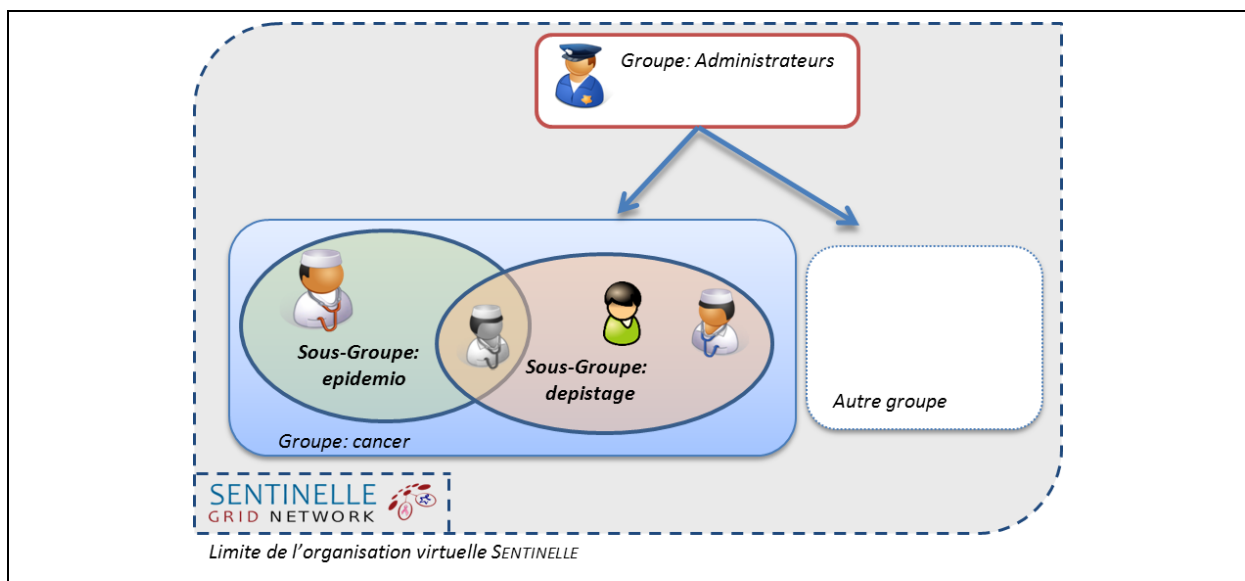 Groupe: Administrateurs
Sous-Groupe:
epidemio
Sous-Groupe:
depistage
Groupe: cancer
Autre groupe
SENTINELLE
GRID NETWORK
Limite de l’organisation virtuelle SENTINELLE